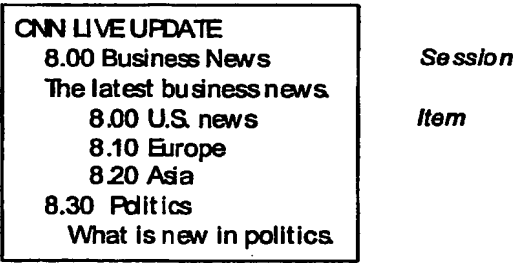 CNN LIVE UPDATE
8.00 Business News Session
The latest business news.
8.00 U.S. news Item
8.10 Europe
8.20 Asia
8.30 Politics
What is new in politics.